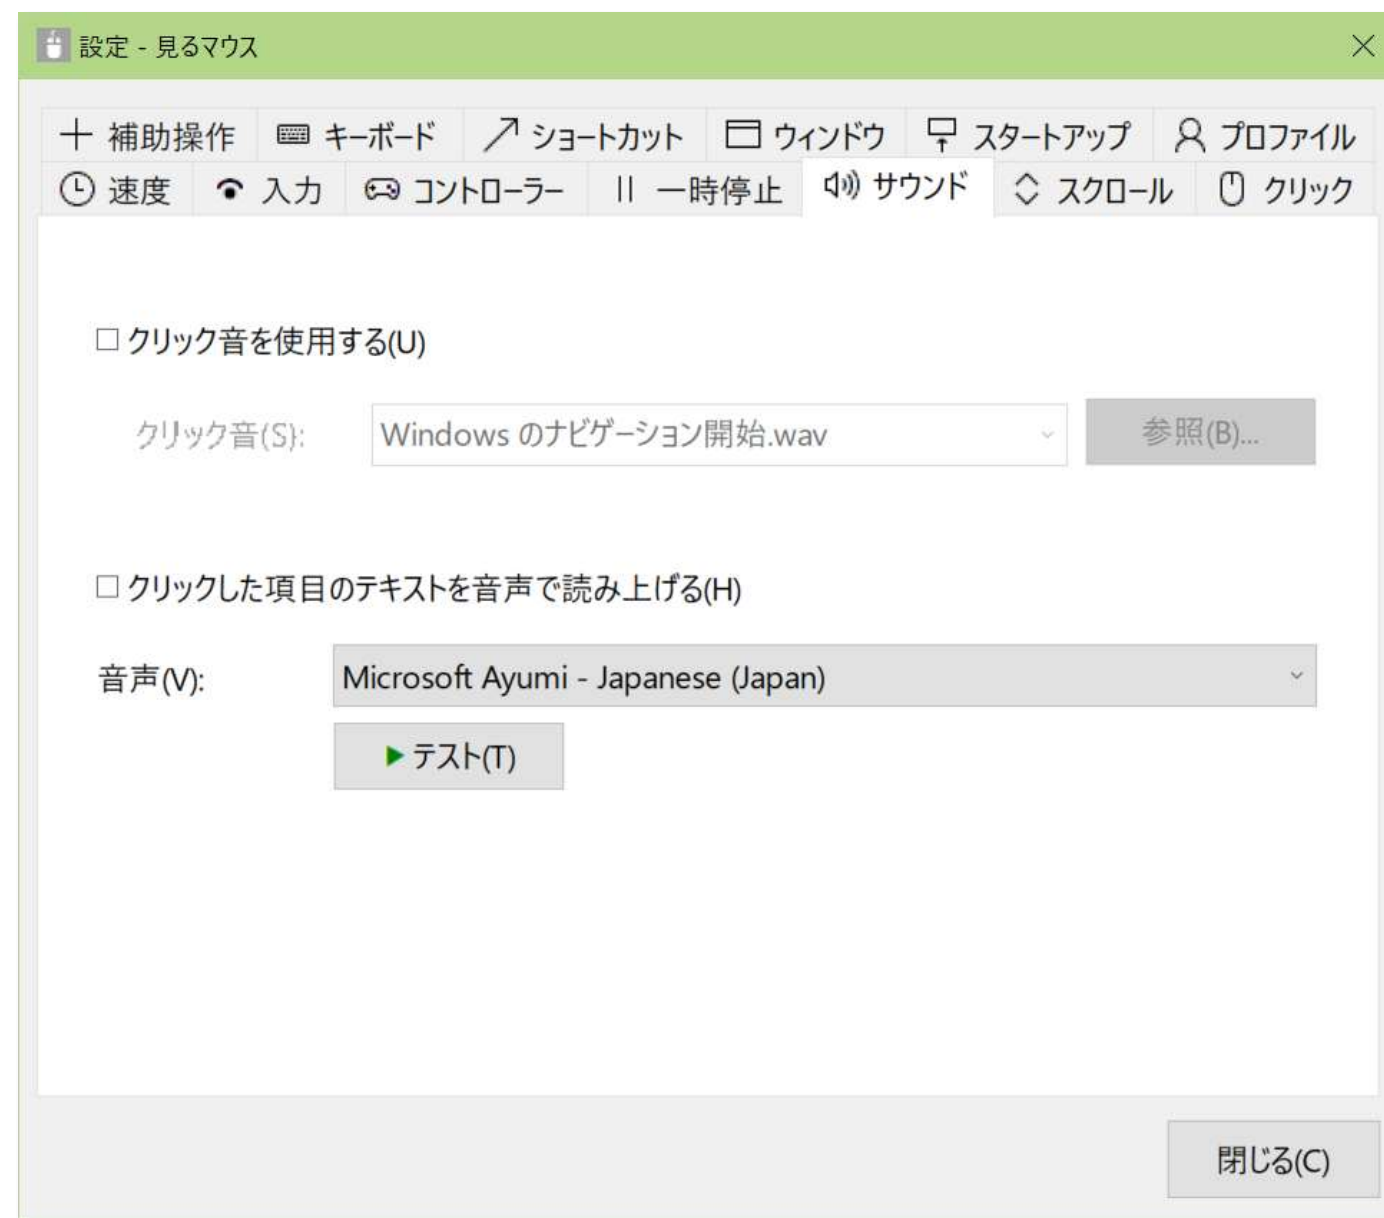 設定 - 見るマウス
補助操作 キーボード ショートカット ウィンドウ スタートアップ プロファイル
速度 入力 コントローラー 一時停止 サウンド スクロール クリック
クリック音を使用する(U)
クリック音(S): Windows のナビゲーション開始.wav 参照(B)...
クリックした項目のテキストを音声で読み上げる(H)
音声(V): Microsoft Ayumi - Japanese (Japan)
テスト(T)
閉じる(C)